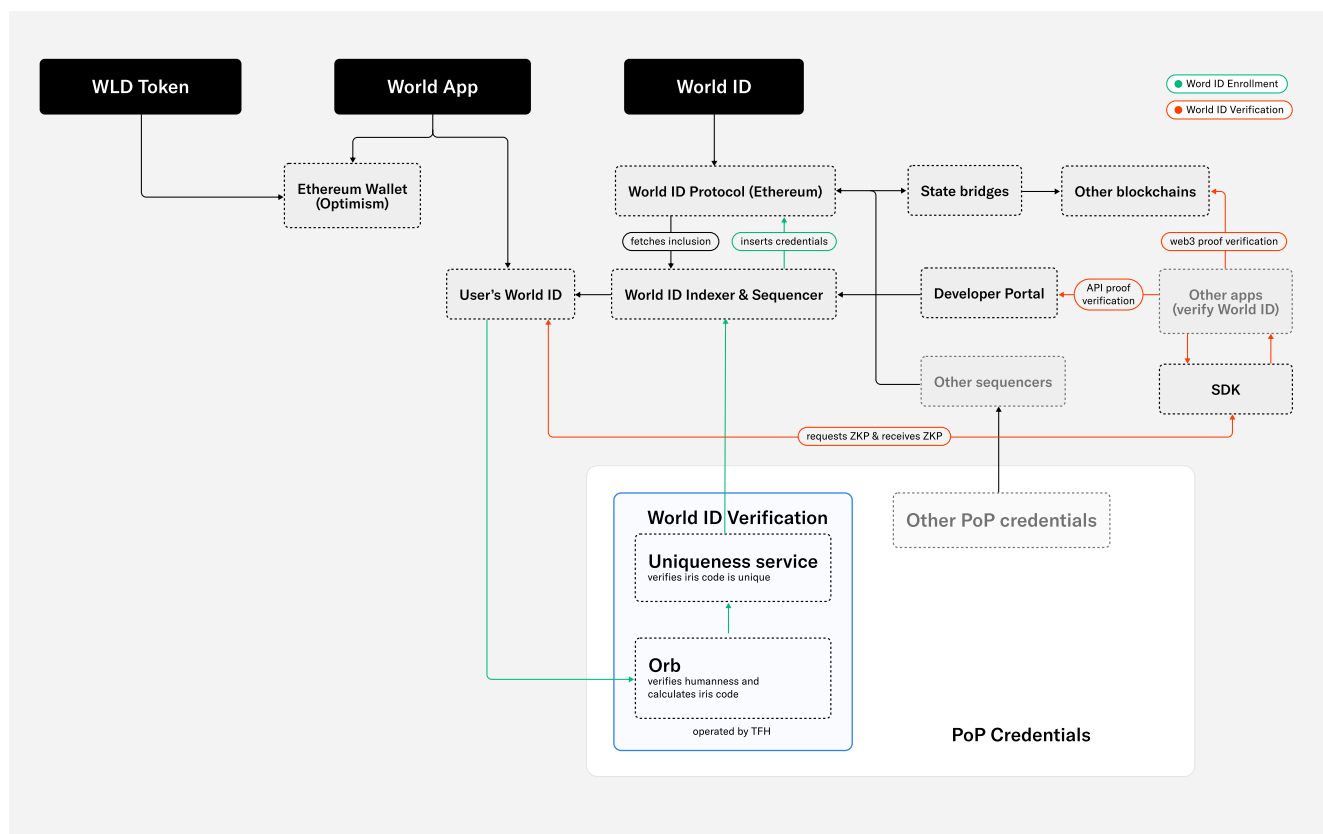 WLD Token
World App
World ID
Word ID Enrollment
World ID Verification
Ethereum Wallet
(Optimism)
World ID Protocol (Ethereum)
State bridges
Other blockchains
fetches inclusion
inserts credentials
web3 proof verification
User's World ID
World ID Indexer & Sequencer
Developer Portal
API proof
verification
Other apps
(verify World ID)
Other sequencers
SDK
requests ZKP & receives ZKP
World ID Verification
Uniqueness service
verifies iris code is unique
Orb
verifies humanness and
calculates iris code
operated by TFH
Other PoP credentials
PoP Credentials